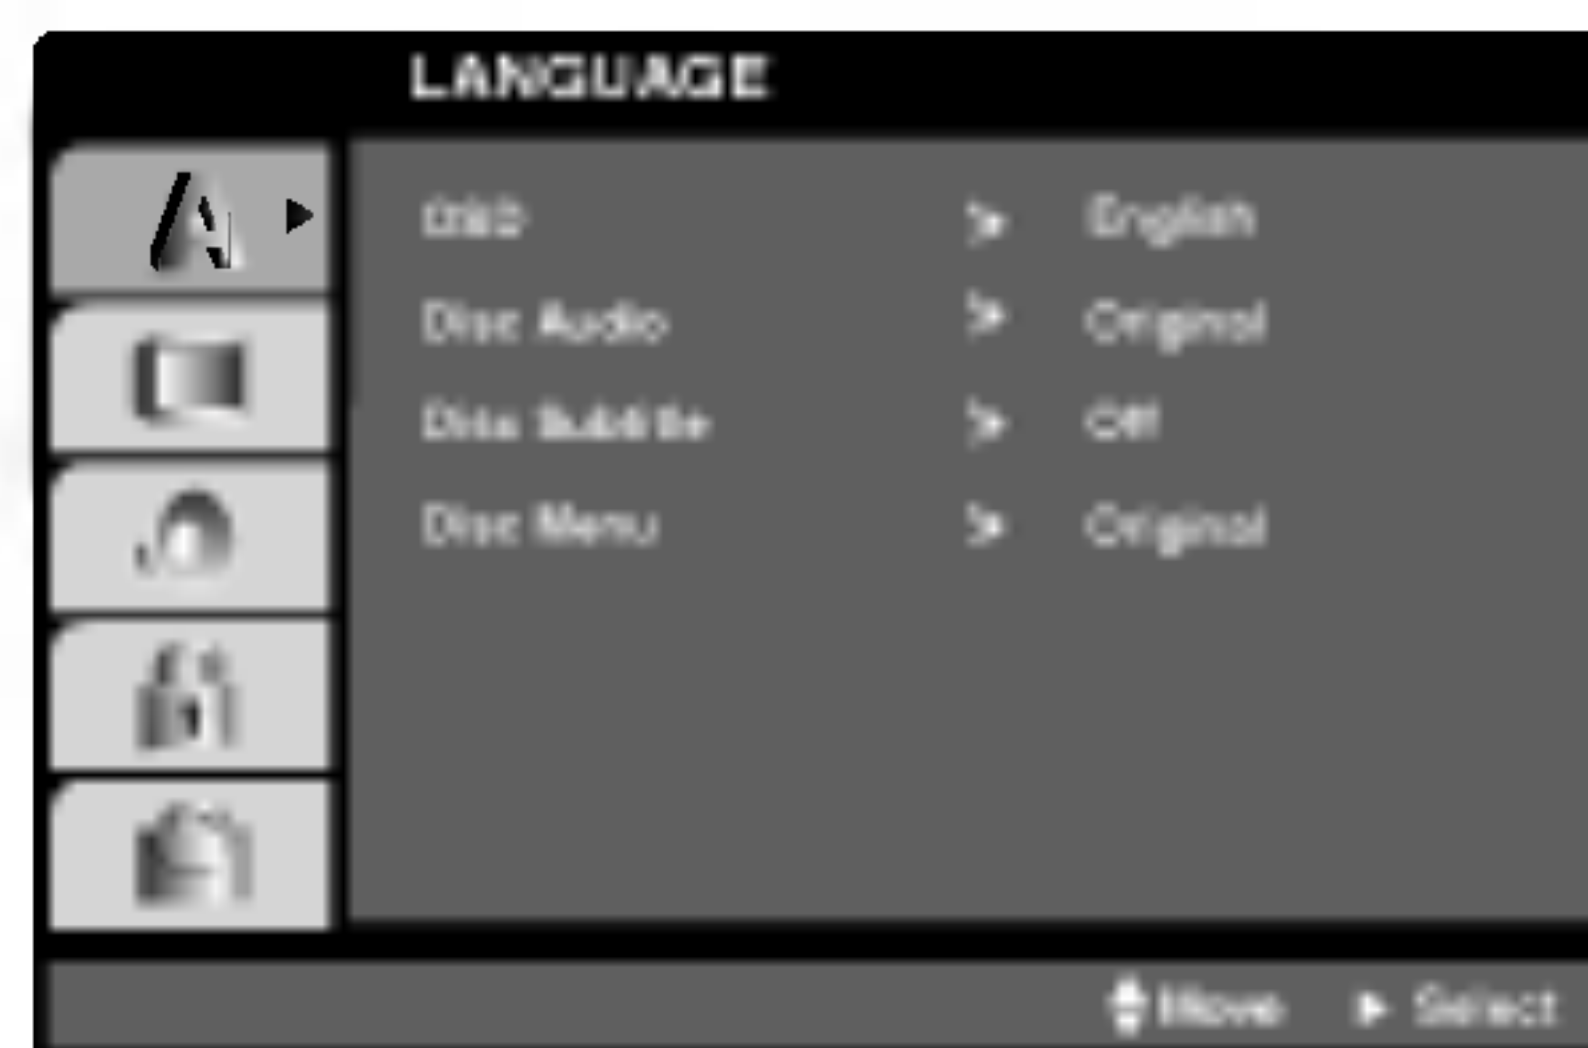 LANGUAGE
OSD > English
Disc Audio > Original
Disc Subtitle > Off
Disc Menu > Original
Move Select